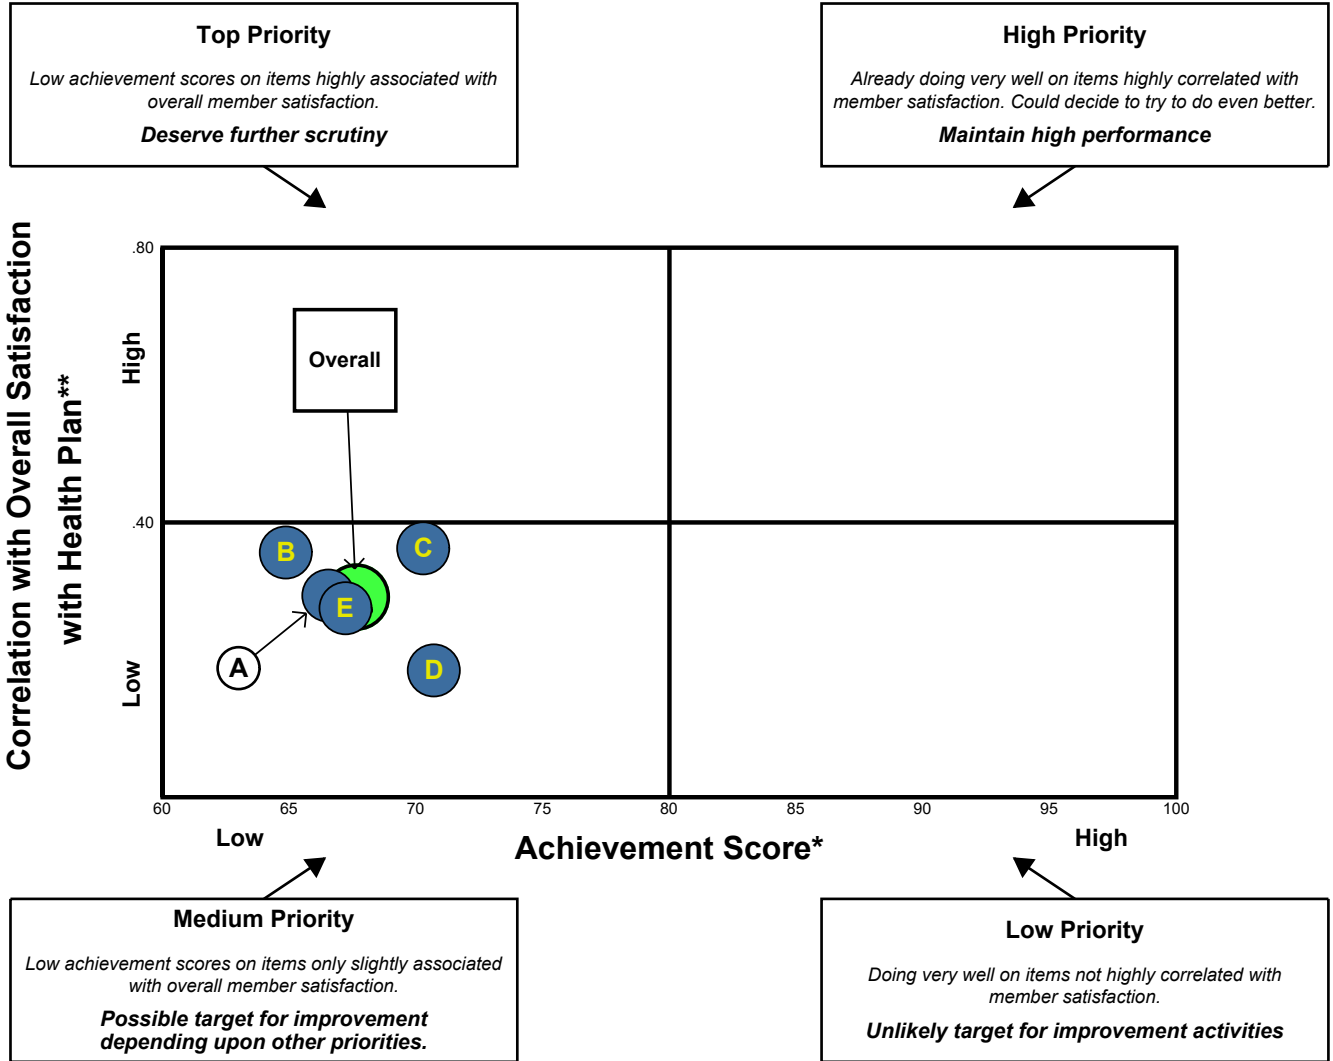 Top Priority
Low achievement scores on items highly associated with
overall member satisfaction.
Deserve further scrutiny
High Priority
Already doing very well on items highly correlated with
member satisfaction. Could decide to try to do even better.
Maintain high performance
Correlation with Overall Satisfaction
with Health Plan**
.80
High
.40
Low
Overall
B
C
E
A
D
60
65
70
75
80
85
90
95
100
Low
Achievement Score*
High
Medium Priority
Low achievement scores on items only slightly associated
with overall member satisfaction.
Possible target for improvement
depending upon other priorities.
Low Priority
Doing very well on items not highly correlated with
member satisfaction.
Unlikely target for improvement activities